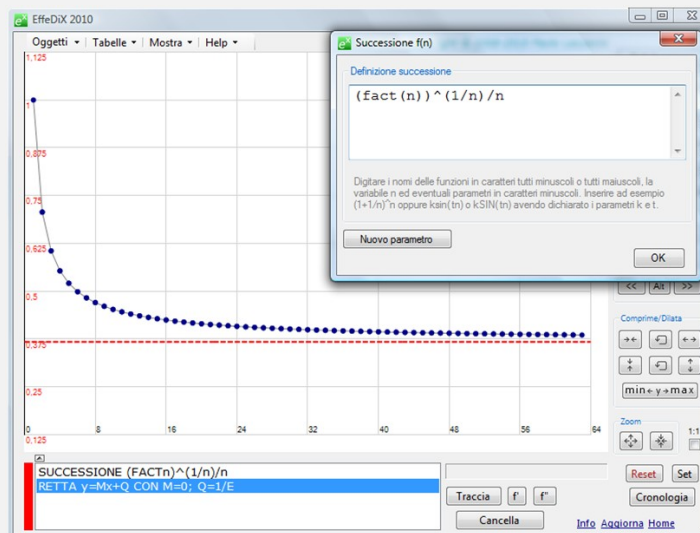 EffeDiX 2010
Oggetti Tabelle Mostra Help
Successione f(n)
Definizione successione
(fact(n))^(1/n)/n
Digitare i nomi delle funzioni in caratteri tutti minuscoli o tutti maiuscoli, la
variabile n ed eventuali parametri in caratteri minuscoli. Inserire ad esempio
(1+1/n)^n oppure ksin(tn) o kSIN(tn) avendo dichiarato i parametri k e t.
Nuovo parametro
OK
1,125
0,875
0,75
0,625
0,5
0,375
0,25
0,125
0 8 16 24 32 40 48 56 64
<< Alt >>
Comprime/Dilata
min←y→max
Zoom
1:1
SUCCESSIONE (FACTn)^(1/n)/n
RETTA y=Mx+Q CON M=0; Q=1/E
Reset Set
Traccia f' f" Cronologia
Cancella
Info Aggiorna Home